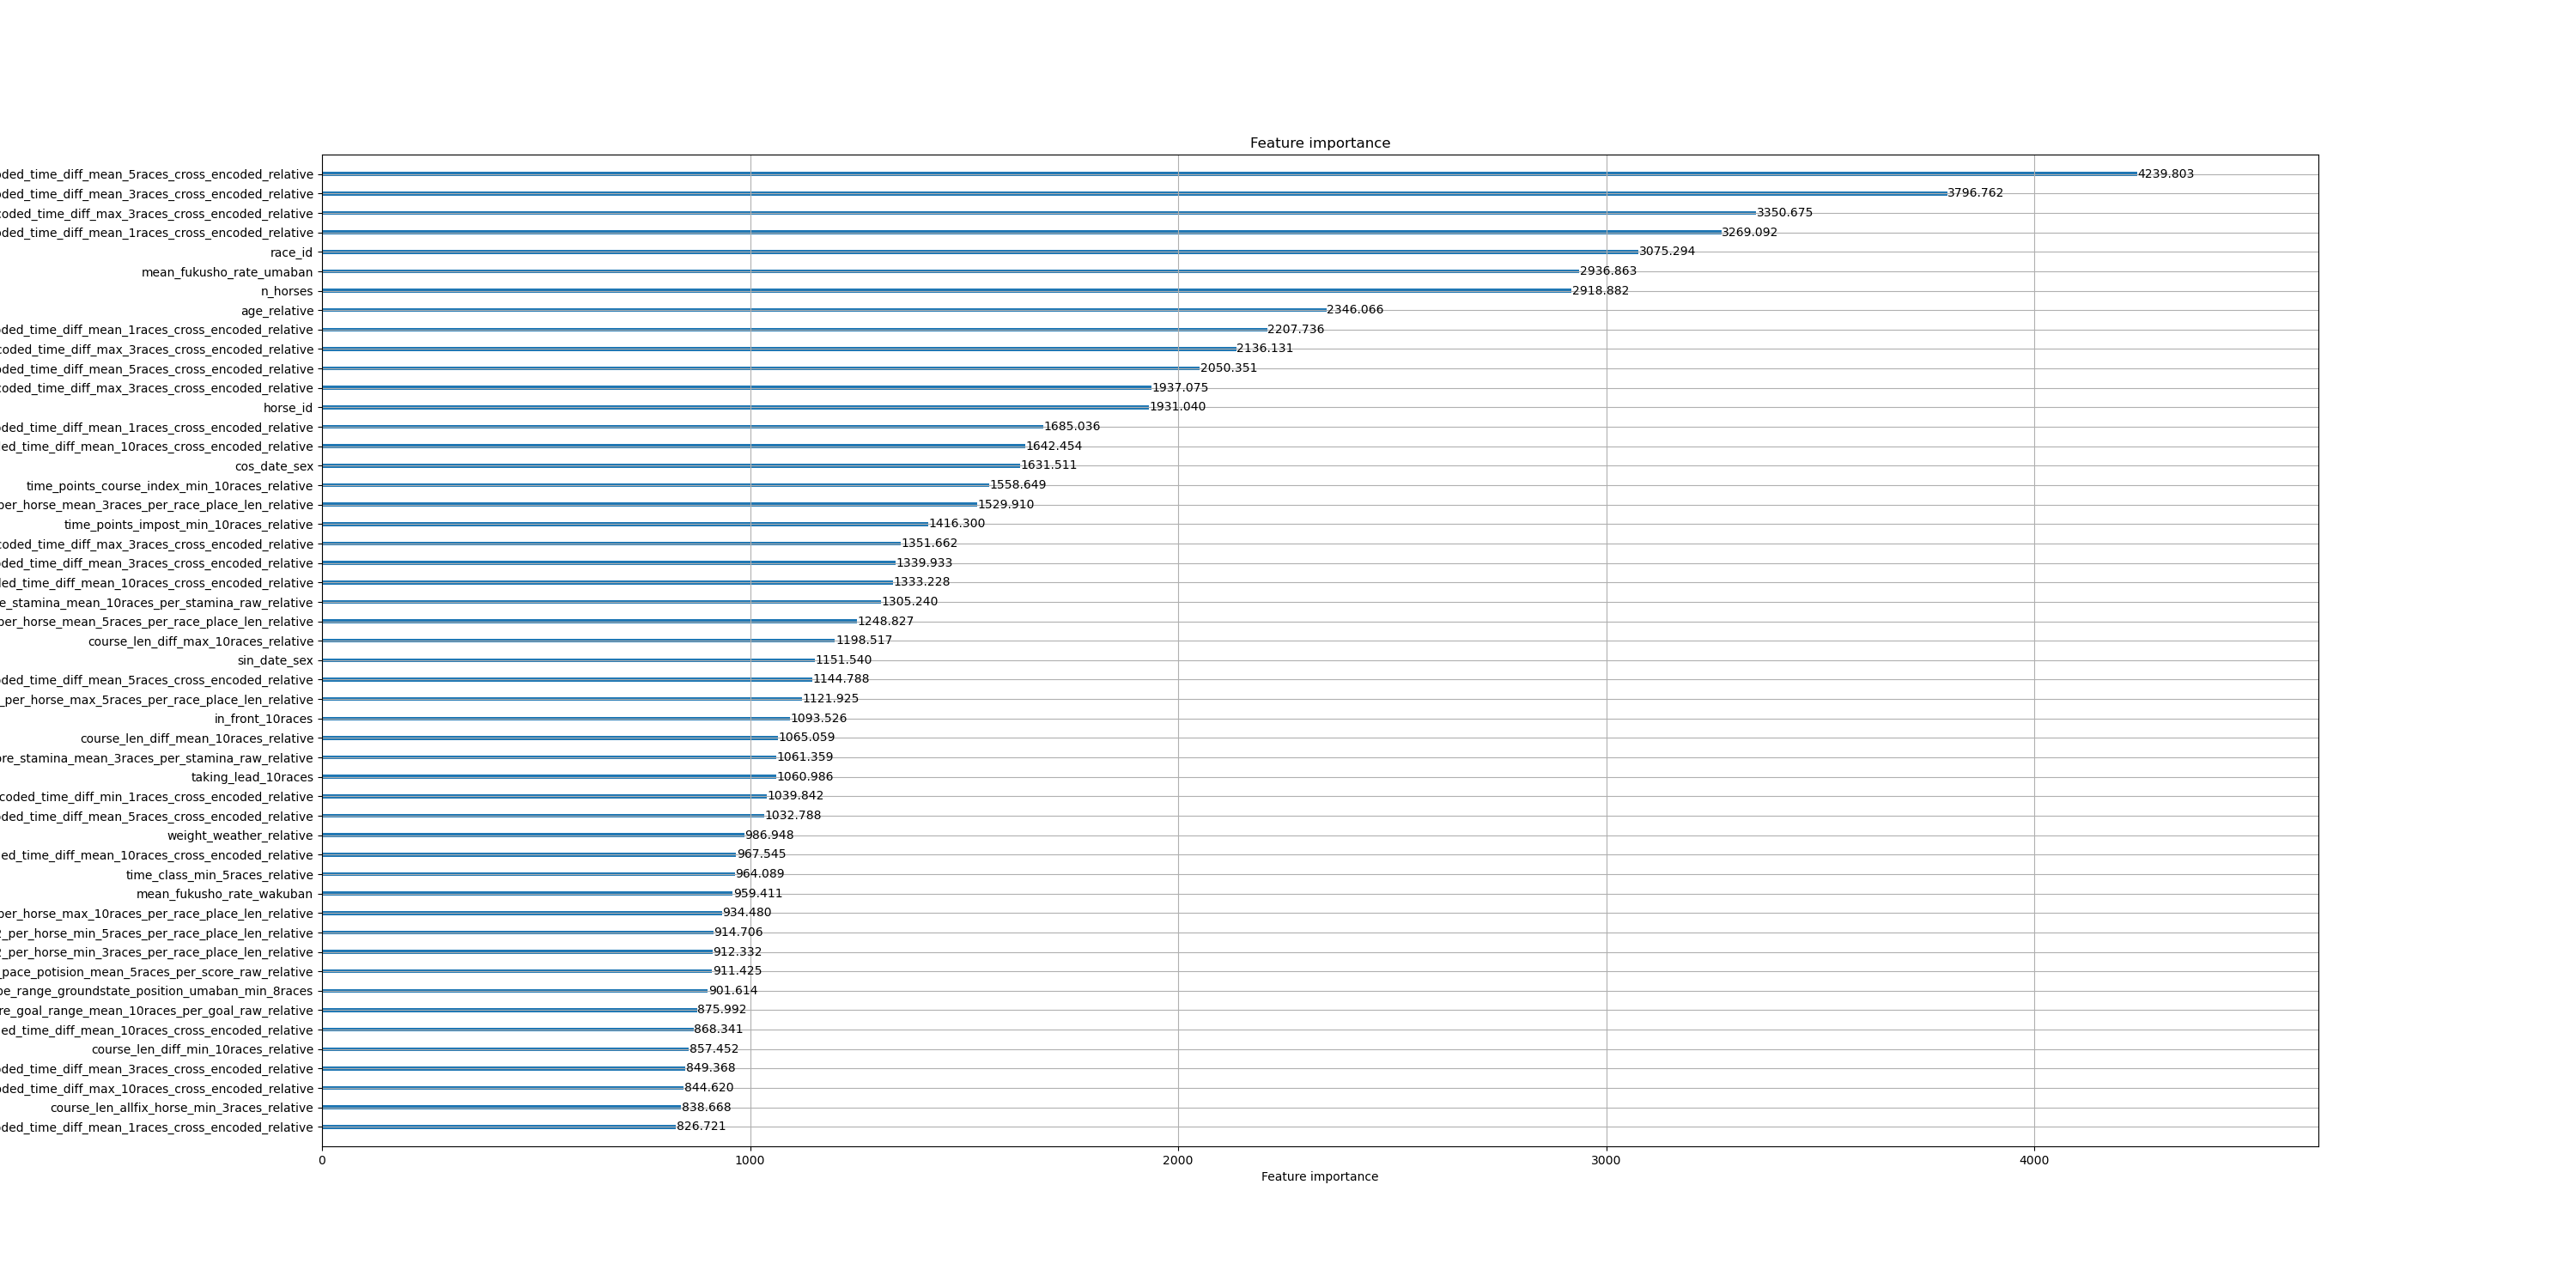 Feature importance
oded_time_diff_mean_5races_cross_encoded_relative 4239.803
oded_time_diff_mean_3races_cross_encoded_relative 3796.762
coded_time_diff_max_3races_cross_encoded_relative 3350.675
oded_time_diff_mean_1races_cross_encoded_relative 3269.092
race_id 3075.294
mean_fukusho_rate_umaban 2936.863
n_horses 2918.882
age_relative 2346.066
oded_time_diff_mean_1races_cross_encoded_relative 2207.736
coded_time_diff_max_3races_cross_encoded_relative 2136.131
oded_time_diff_mean_5races_cross_encoded_relative 2050.351
coded_time_diff_max_3races_cross_encoded_relative 1937.075
horse_id 1931.040
oded_time_diff_mean_1races_cross_encoded_relative 1685.036
ded_time_diff_mean_10races_cross_encoded_relative 1642.454
cos_date_sex 1631.511
time_points_course_index_min_10races_relative 1558.649
per_horse_mean_3races_per_race_place_len_relative 1529.910
time_points_impost_min_10races_relative 1416.300
coded_time_diff_max_3races_cross_encoded_relative 1351.662
oded_time_diff_mean_3races_cross_encoded_relative 1339.933
ded_time_diff_mean_10races_cross_encoded_relative 1333.228
e_stamina_mean_10races_per_stamina_raw_relative 1305.240
per_horse_mean_5races_per_race_place_len_relative 1248.827
course_len_diff_max_10races_relative 1198.517
sin_date_sex 1151.540
oded_time_diff_mean_5races_cross_encoded_relative 1144.788
_per_horse_max_5races_per_race_place_len_relative 1121.925
in_front_10races 1093.526
course_len_diff_mean_10races_relative 1065.059
ore_stamina_mean_3races_per_stamina_raw_relative 1061.359
taking_lead_10races 1060.986
coded_time_diff_min_1races_cross_encoded_relative 1039.842
oded_time_diff_mean_5races_cross_encoded_relative 1032.788
weight_weather_relative 986.948
ed_time_diff_mean_10races_cross_encoded_relative 967.545
time_class_min_5races_relative 964.089
mean_fukusho_rate_wakuban 959.411
per_horse_max_10races_per_race_place_len_relative 934.480
2_per_horse_min_5races_per_race_place_len_relative 914.706
2_per_horse_min_3races_per_race_place_len_relative 912.332
_pace_potision_mean_5races_per_score_raw_relative 911.425
pe_range_groundstate_position_umaban_min_8races 901.614
re_goal_range_mean_10races_per_goal_raw_relative 875.992
ed_time_diff_mean_10races_cross_encoded_relative 868.341
course_len_diff_min_10races_relative 857.452
oded_time_diff_mean_3races_cross_encoded_relative 849.368
oded_time_diff_max_10races_cross_encoded_relative 844.620
course_len_allfix_horse_min_3races_relative 838.668
oded_time_diff_mean_1races_cross_encoded_relative 826.721
0 1000 2000 3000 4000
Feature importance